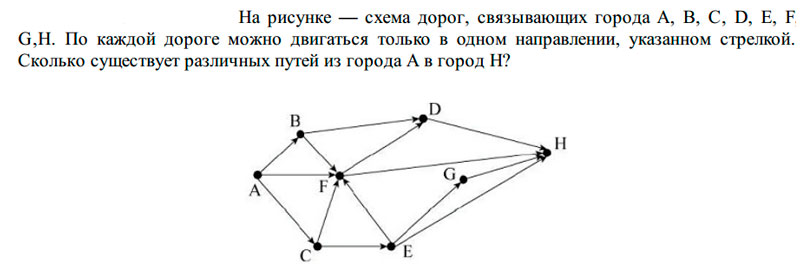 На рисунке — схема дорог, связывающих города A, B, C, D, E, F
G,H. По каждой дороге можно двигаться только в одном направлении, указанном стрелкой.
Сколько существует различных путей из города А в город Н?
D
B
H
G
F
A
C
E